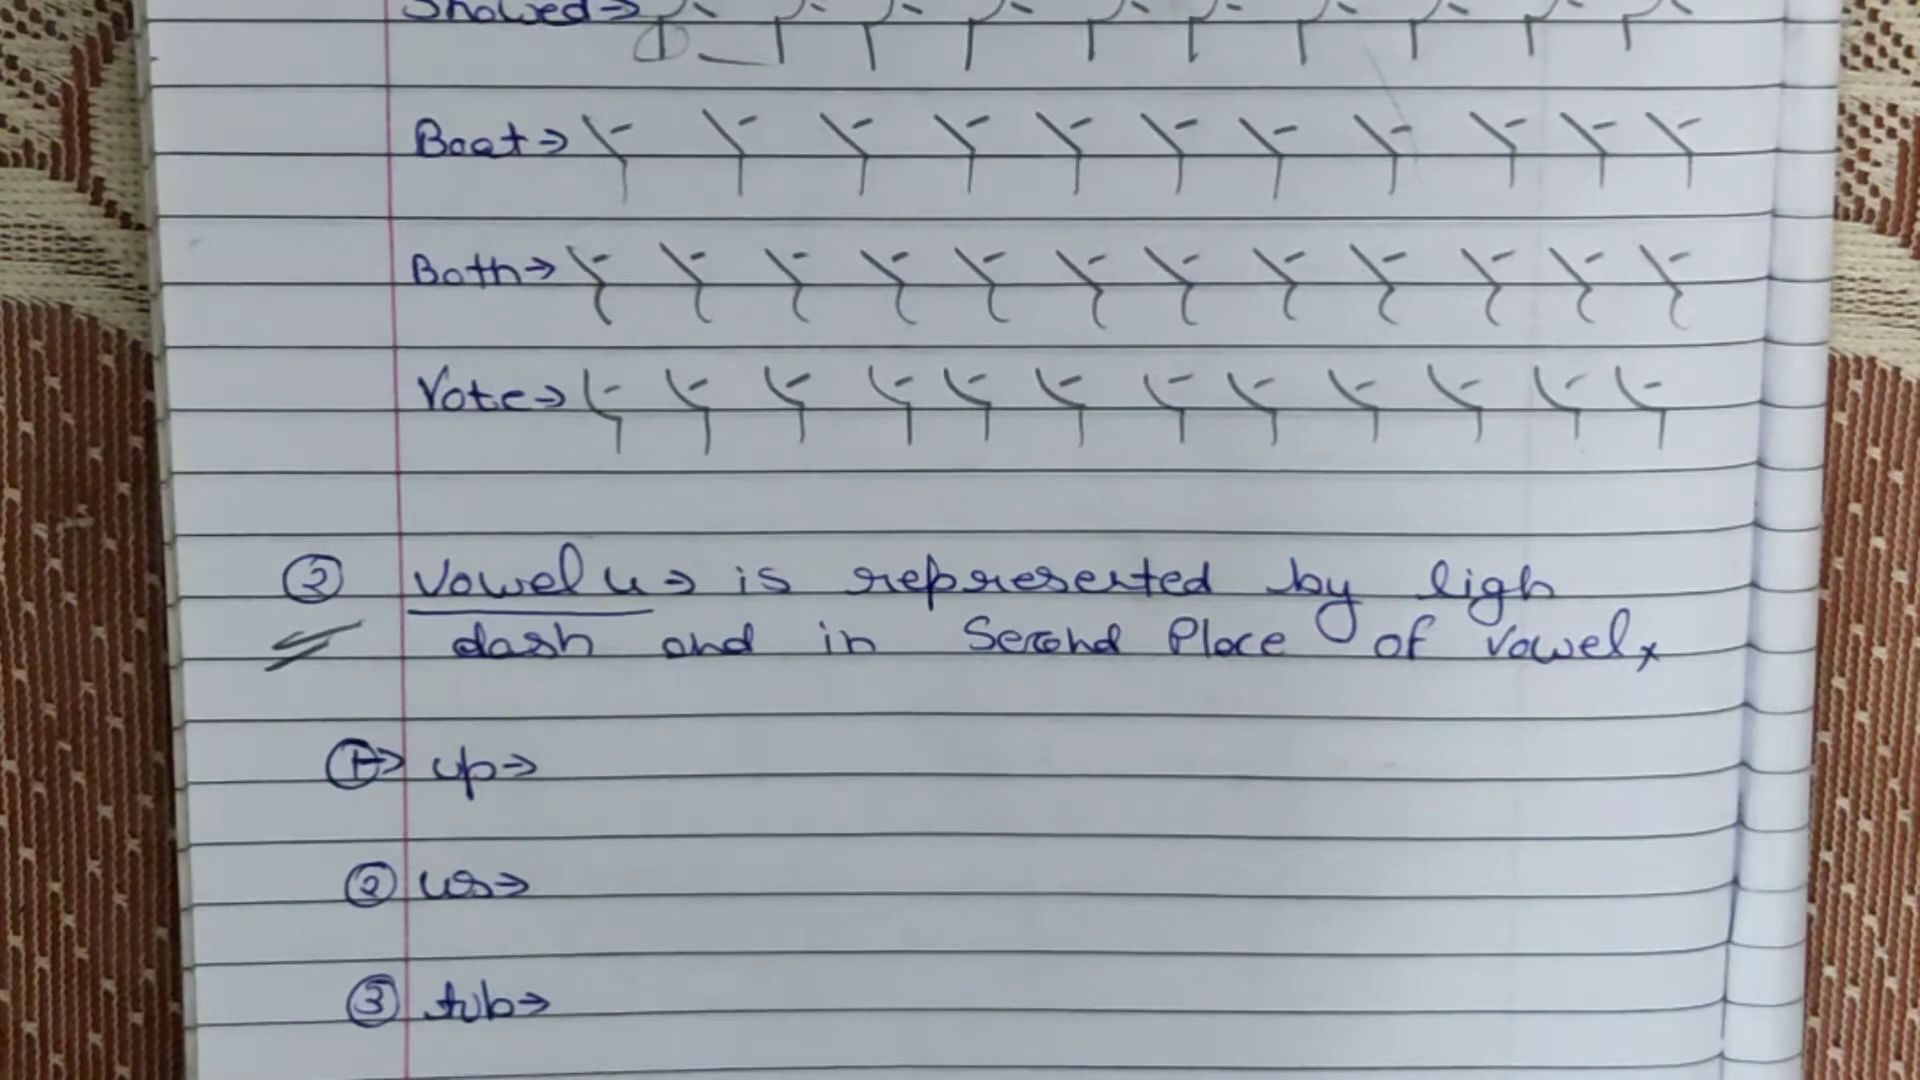 Showed→
Boat→
Both→
Vote→
② Vowel u→ is represented by ligh
dash and in Second Place of vowel x
①→ up→
② us→
③ tub→